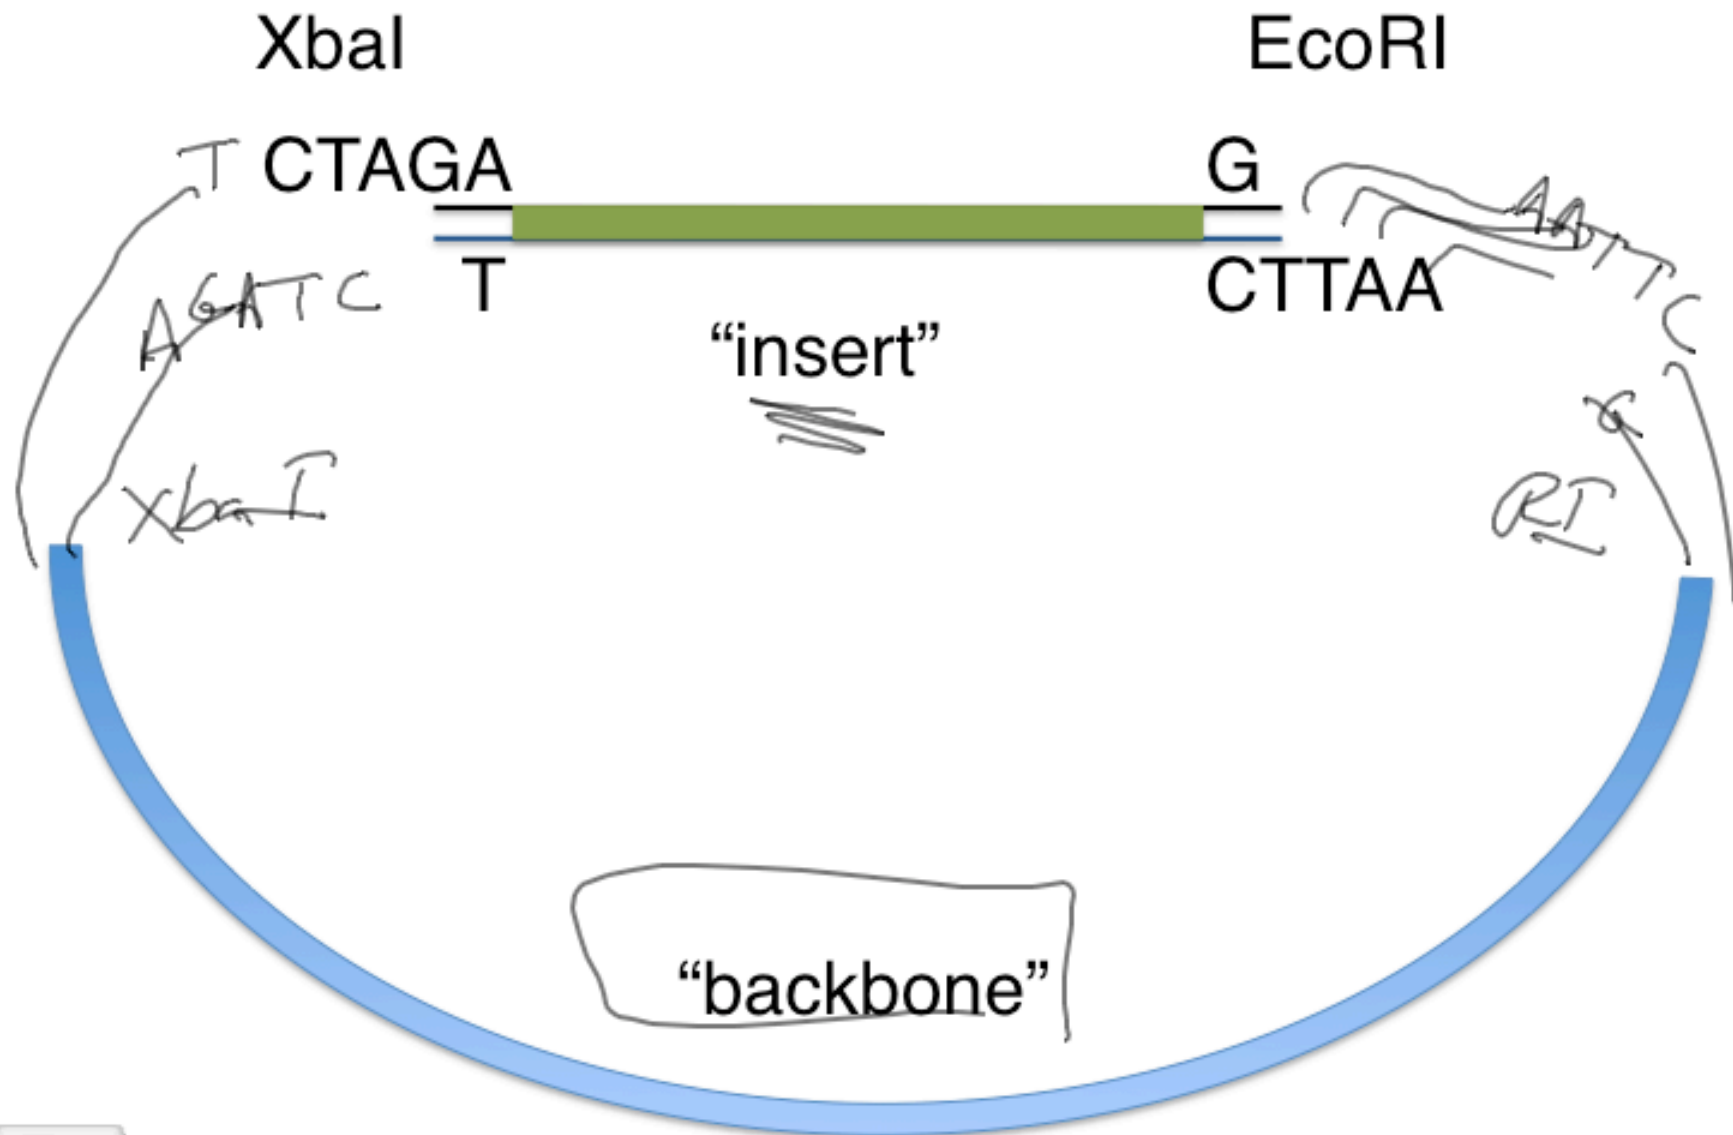 XbaI EcoRI
T CTAGA G AATTC
AGATC T CTTAA
"insert"
G
XbaI RI
"backbone"